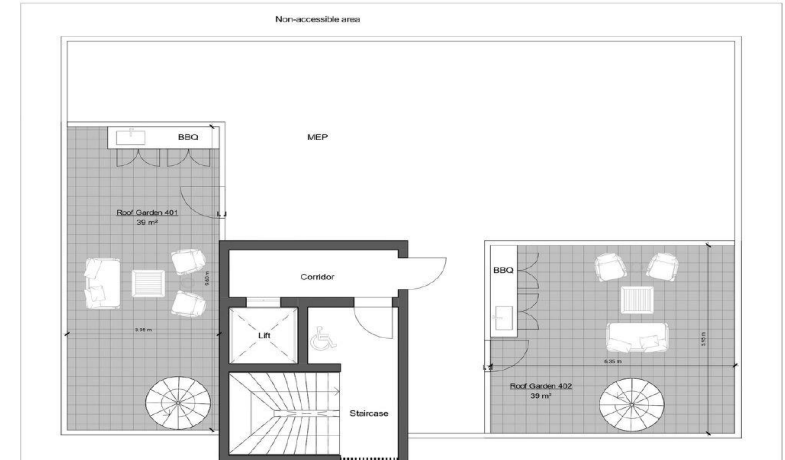 Non-accessible area
BBQ
MEP
Roof Garden 401
39 m²
Corridor
BBQ
Lift
Roof Garden 402
39 m²
Staircase